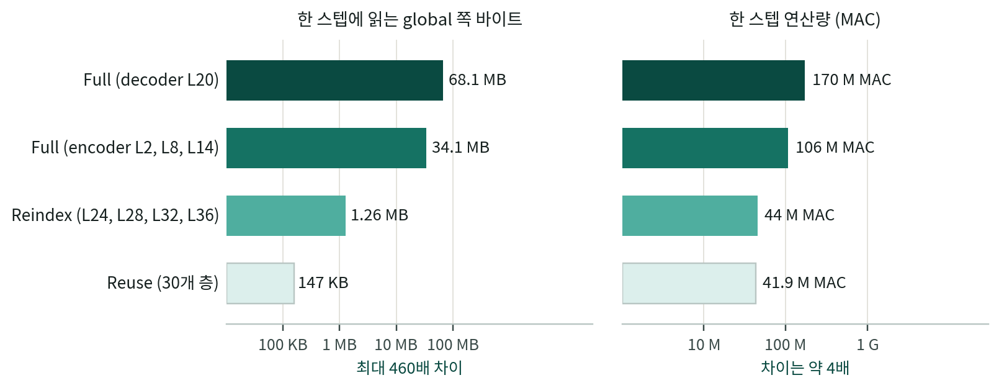 한 스텝에 읽는 global 쪽 바이트
Full (decoder L20)
68.1 MB
Full (encoder L2, L8, L14)
34.1 MB
Reindex (L24, L28, L32, L36)
1.26 MB
Reuse (30개 층)
147 KB
100 KB
1 MB
10 MB
100 MB
최대 460배 차이
한 스텝 연산량 (MAC)
170 M MAC
106 M MAC
44 M MAC
41.9 M MAC
10 M
100 M
1 G
차이는 약 4배